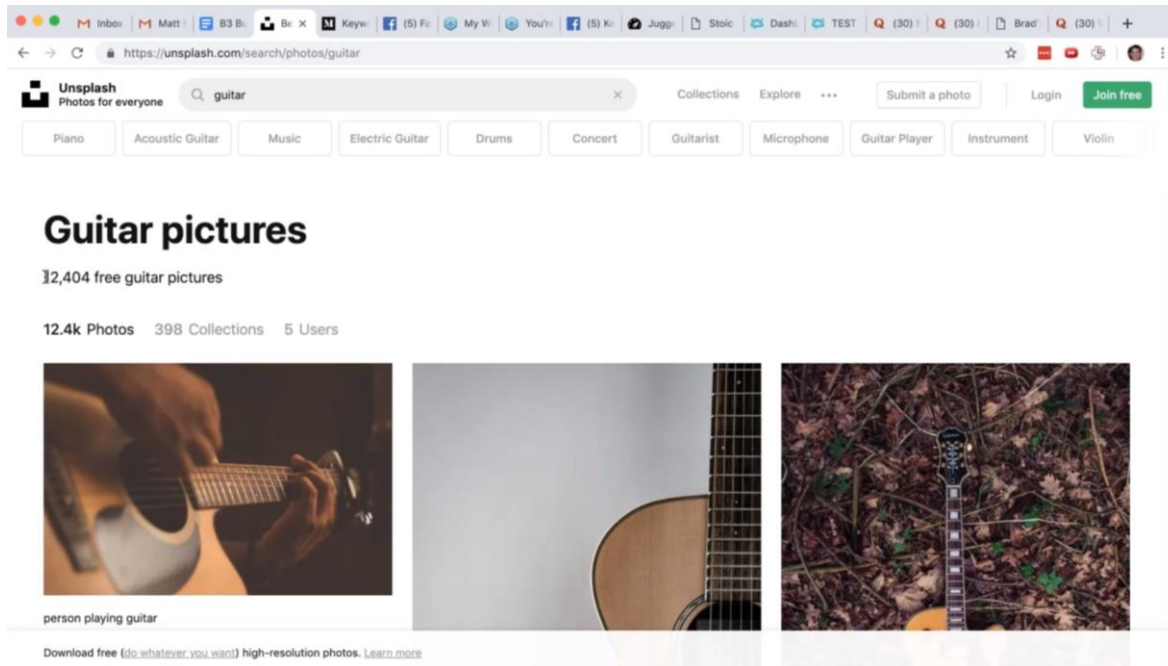 Inbox Matt B3 Bu Be Keyw (5) Fa My W You're (5) Ko Jugg Stoic Dash TEST (30) (30) Brad' (30)
https://unsplash.com/search/photos/guitar
Unsplash
Photos for everyone
guitar
Collections Explore ••• Submit a photo Login Join free
Piano Acoustic Guitar Music Electric Guitar Drums Concert Guitarist Microphone Guitar Player Instrument Violin
Guitar pictures
12,404 free guitar pictures
12.4k Photos 398 Collections 5 Users
person playing guitar
Download free (do whatever you want) high-resolution photos. Learn more